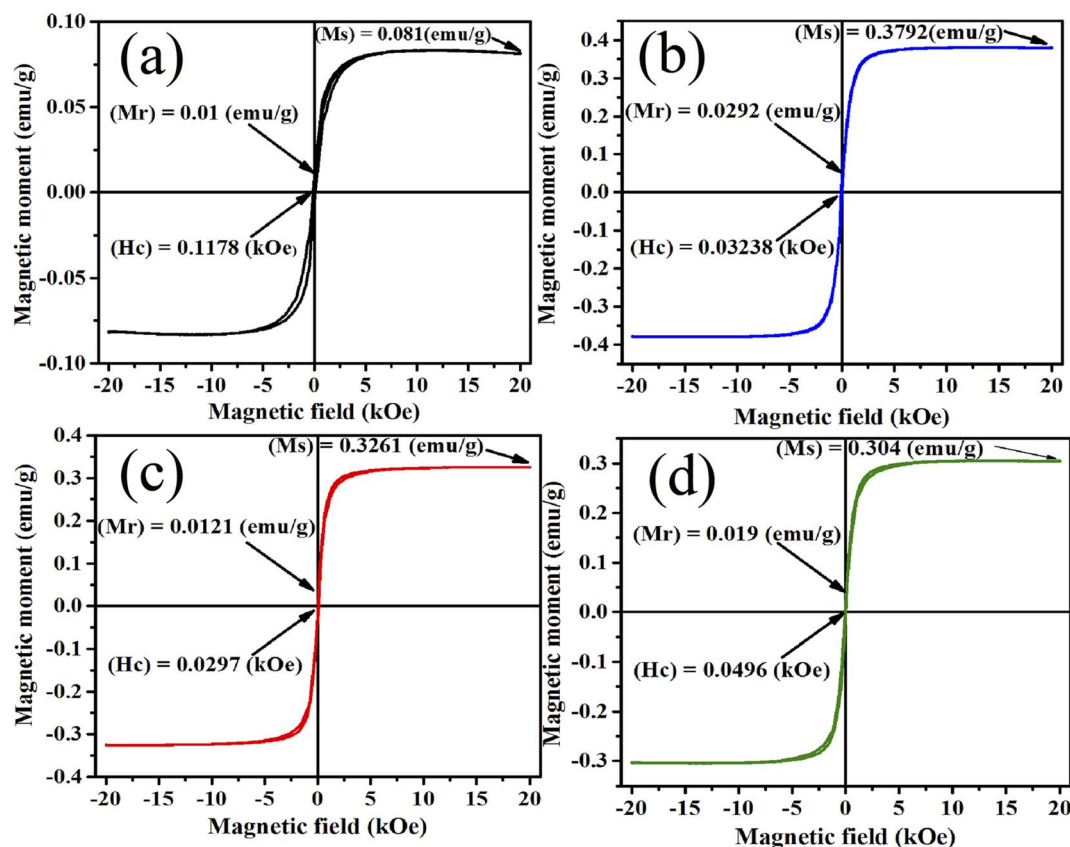 (a)
(Ms) = 0.081 (emu/g)
(Mr) = 0.01 (emu/g)
(Hc) = 0.1178 (kOe)
0.10
0.05
0.00
-0.05
-0.10
Magnetic moment (emu/g)
-20 -15 -10 -5 0 5 10 15 20
Magnetic field (kOe)
(b)
(Ms) = 0.3792(emu/g)
(Mr) = 0.0292 (emu/g)
(Hc) = 0.03238 (kOe)
0.4
0.3
0.2
0.1
0.0
-0.1
-0.2
-0.3
-0.4
Magnetic moment (emu/g)
-20 -15 -10 -5 0 5 10 15 20
Magnetic field (kOe)
(c)
(Ms) = 0.3261 (emu/g)
(Mr) = 0.0121 (emu/g)
(Hc) = 0.0297 (kOe)
0.4
0.3
0.2
0.1
0.0
-0.1
-0.2
-0.3
-0.4
Magnetic moment (emu/g)
-20 -15 -10 -5 0 5 10 15 20
Magnetic field (kOe)
(d)
(Ms) = 0.304 (emu/g)
(Mr) = 0.019 (emu/g)
(Hc) = 0.0496 (kOe)
0.3
0.2
0.1
0.0
-0.1
-0.2
-0.3
Magnetic moment (emu/g)
-20 -15 -10 -5 0 5 10 15 20
Magnetic field (kOe)